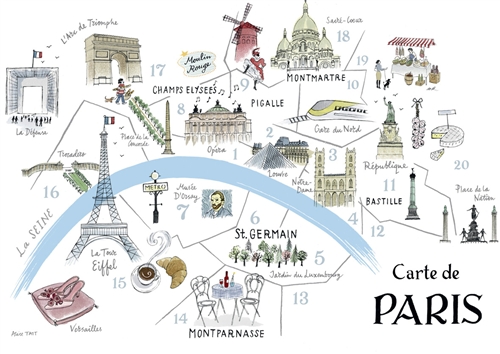 L'Arc de Triomphe
Moulin
Rouge
Sacré-Coeur
18
17
CHAMPS ELYSÉES
MONTMARTRE
19
9
10
PIGALLE
8
La Défense
Place de la
Concorde
Opéra
Gare du Nord
1
2
3
Trocadéro
Louvre
République
20
16
METRO
Musée
D'Orsay
Notre-
Dame
4
11
BASTILLE
Place de la
Nation
7
LA SEINE
6
St. GERMAIN
12
La Tour
Eiffel
5
Jardin du Luxembourg
15
13
Carte de
PARIS
Versailles
14
MONTPARNASSE